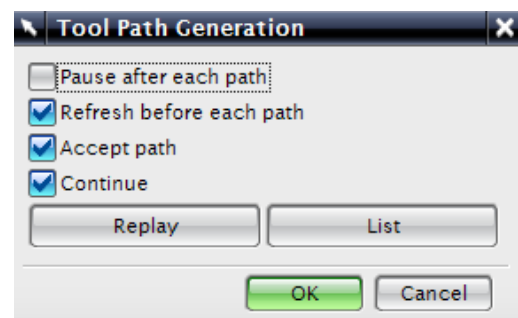 Tool Path Generation
Pause after each path
Refresh before each path
Accept path
Continue
Replay List
OK Cancel